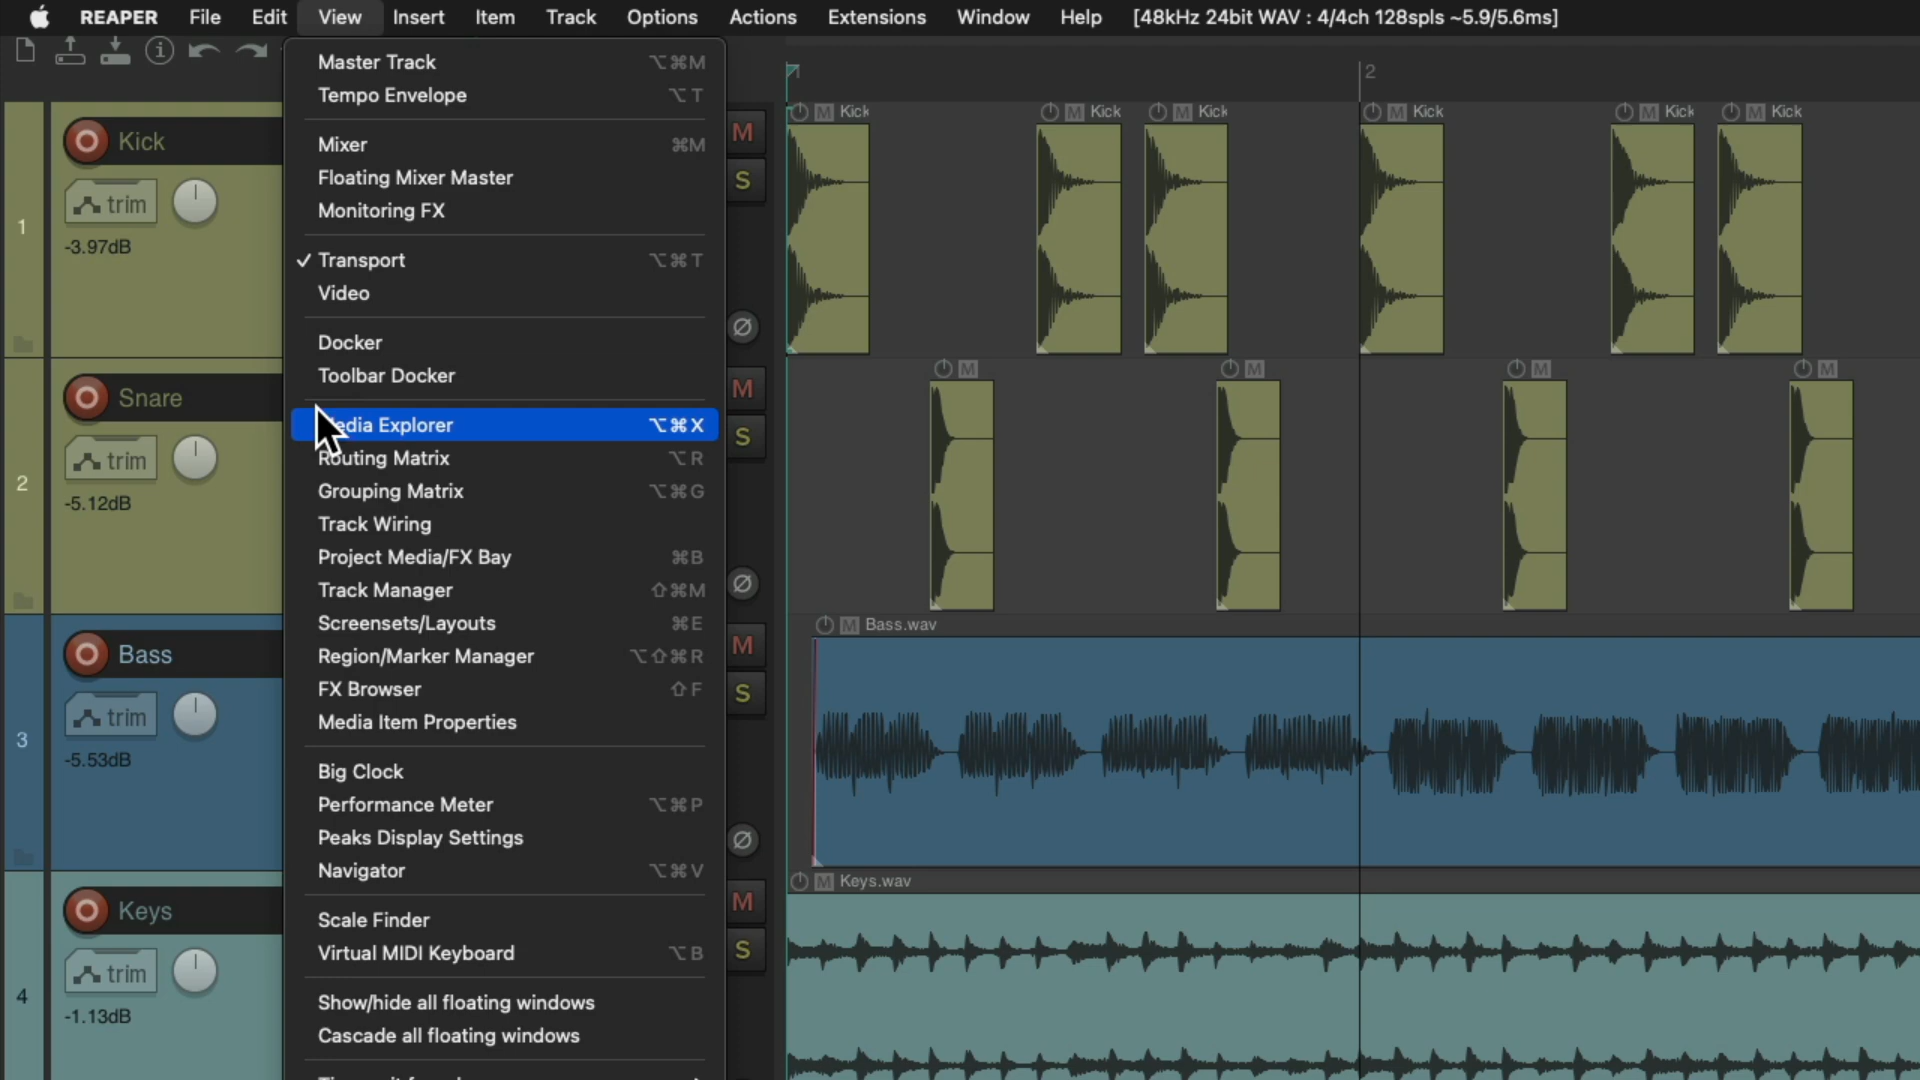 REAPER File Edit View Insert Item Track Options Actions Extensions Window Help [48kHz 24bit WAV : 4/4ch 128spls ~5.9/5.6ms]
Master Track ⌥⌘M
Tempo Envelope ⌥T
Mixer ⌘M
Floating Mixer Master
Monitoring FX
✓ Transport ⌥⌘T
Video
Docker
Toolbar Docker
Explorer ⌥⌘X
Routing Matrix ⌥R
Grouping Matrix ⌥⌘G
Track Wiring
Project Media/FX Bay ⌘B
Track Manager ⇧⌘M
Screensets/Layouts ⌘E
Region/Marker Manager ⌥⇧⌘R
FX Browser ⇧F
Media Item Properties
Big Clock
Performance Meter ⌥⌘P
Peaks Display Settings
Navigator ⌥⌘V
Scale Finder
Virtual MIDI Keyboard ⌥B
Show/hide all floating windows
Cascade all floating windows
1
Kick
trim
-3.97dB
M
S
Ø
2
Snare
trim
-5.12dB
M
S
Ø
3
Bass
trim
-5.53dB
M
S
Ø
4
Keys
trim
-1.13dB
M
S
1 2
M Kick M Kick M Kick M Kick M Kick M Kick
M M M M
M Bass.wav
M Keys.wav